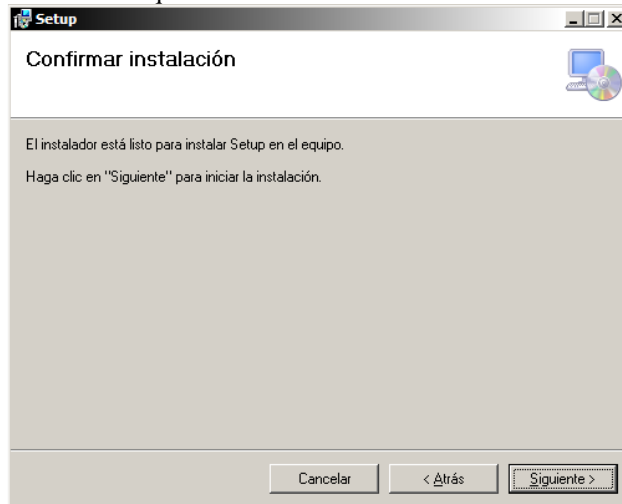 Setup
Confirmar instalación
El instalador está listo para instalar Setup en el equipo.
Haga clic en "Siguiente" para iniciar la instalación.
Cancelar
< Atrás
Siguiente >